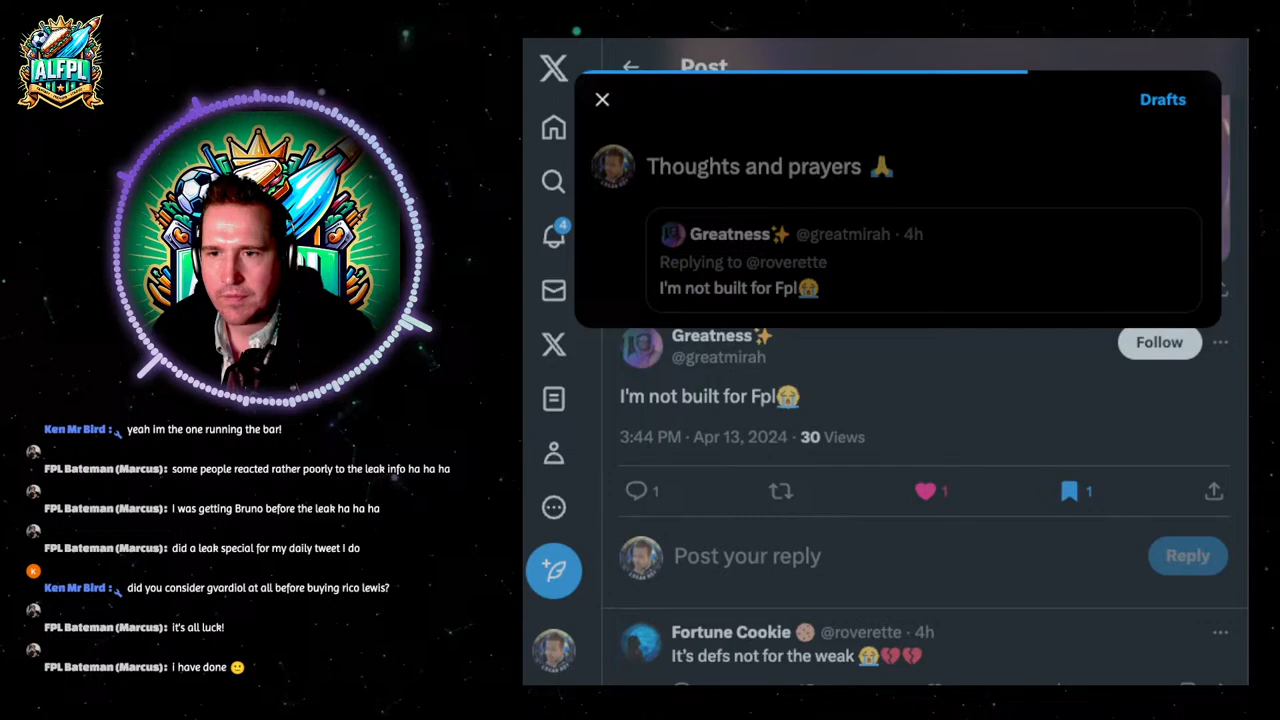 ALFPL
Ken Mr Bird : yeah im the one running the bar!
FPL Bateman (Marcus): some people reacted rather poorly to the leak info ha ha ha
FPL Bateman (Marcus): I was getting Bruno before the leak ha ha ha
FPL Bateman (Marcus): did a leak special for my daily tweet I do
K
Ken Mr Bird : did you consider gvardiol at all before buying rico lewis?
FPL Bateman (Marcus): it's all luck!
FPL Bateman (Marcus): i have done 🙂
4
Post
Drafts
Thoughts and prayers 🙏
Greatness✨ @greatmirah · 4h
Replying to @roverette
I'm not built for Fpl😭
Greatness✨
@greatmirah
Follow
I'm not built for Fpl😭
3:44 PM · Apr 13, 2024 · 30 Views
1 1 1
Post your reply
Reply
Fortune Cookie 🍪 @roverette · 4h
It’s defs not for the weak 😭💔💔